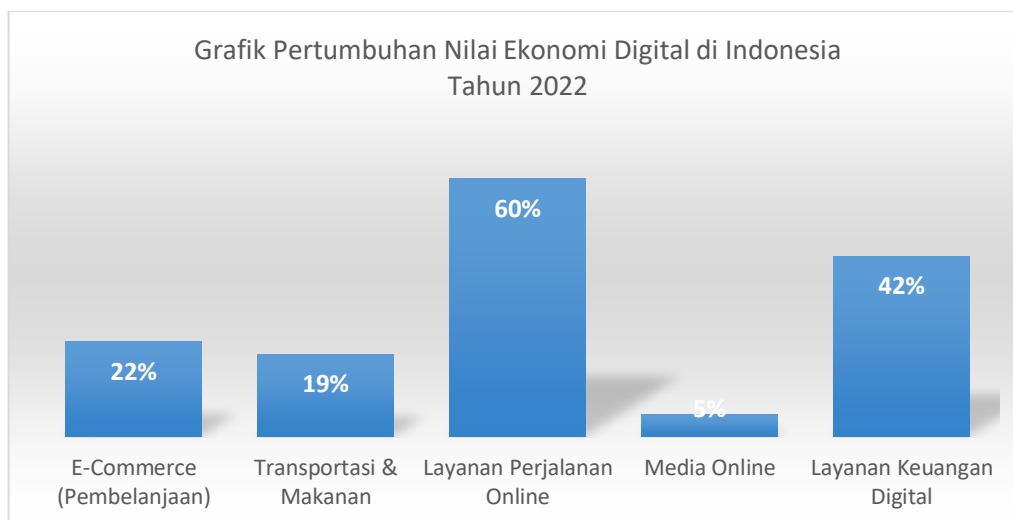 Grafik Pertumbuhan Nilai Ekonomi Digital di Indonesia
Tahun 2022
22%
19%
60%
5%
42%
E-Commerce
(Pembelanjaan)
Transportasi &
Makanan
Layanan Perjalanan
Online
Media Online
Layanan Keuangan
Digital